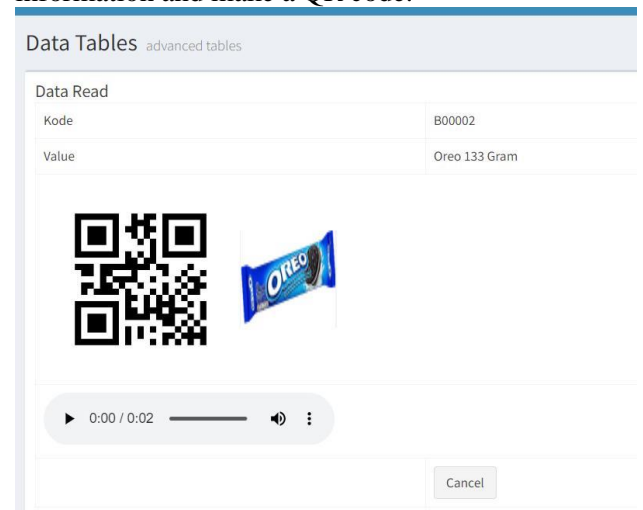 information and make a QR code.
Data Tables advanced tables
Data Read
Kode B00002
Value Oreo 133 Gram
OREO
0:00 / 0:02
Cancel